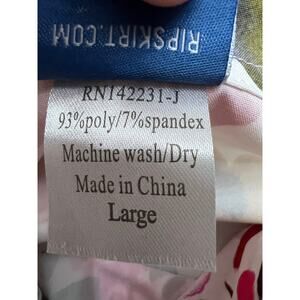 RIPSKIRT.COM
RN142231-J
93%poly/7%spandex
Machine wash/Dry
Made in China
Large